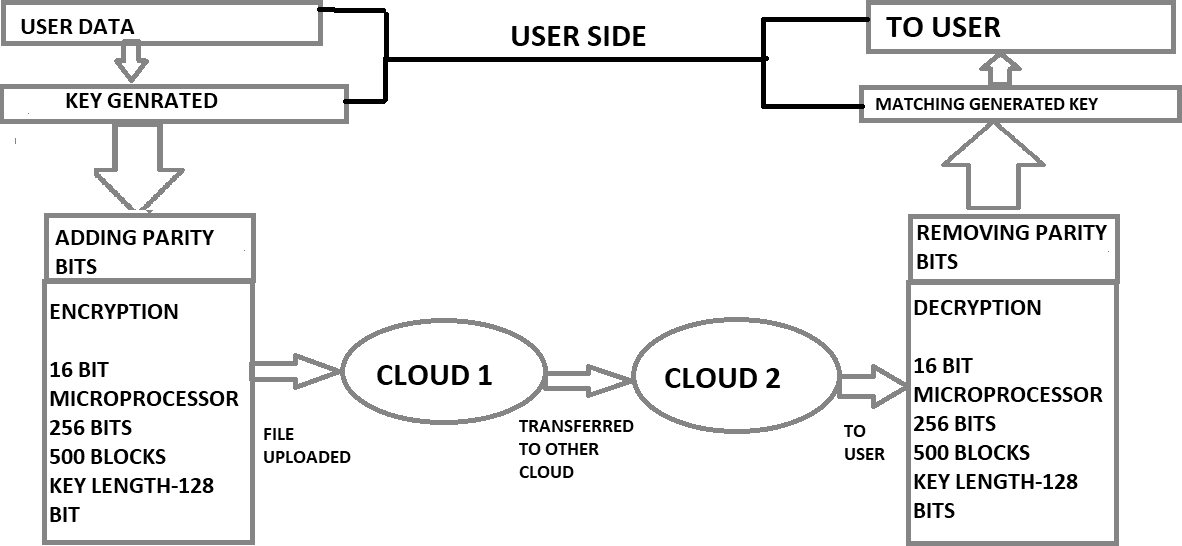 USER DATA
USER SIDE
TO USER
KEY GENRATED
MATCHING GENERATED KEY
ADDING PARITY
BITS
ENCRYPTION
16 BIT
MICROPROCESSOR
256 BITS
500 BLOCKS
KEY LENGTH-128
BIT
FILE
UPLOADED
CLOUD 1
TRANSFERRED
TO OTHER
CLOUD
CLOUD 2
TO
USER
REMOVING PARITY
BITS
DECRYPTION
16 BIT
MICROPROCESSOR
256 BITS
500 BLOCKS
KEY LENGTH-128
BITS